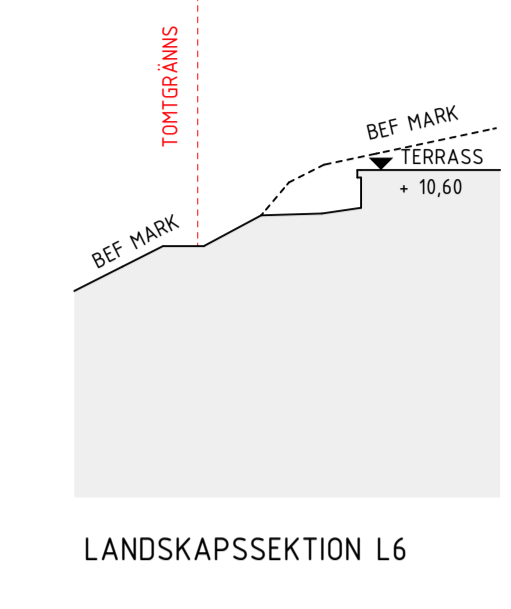 TOMTGRÄNNS
BEF MARK
TERRASS
+ 10,60
BEF MARK
LANDSKAPSSEKTION L6